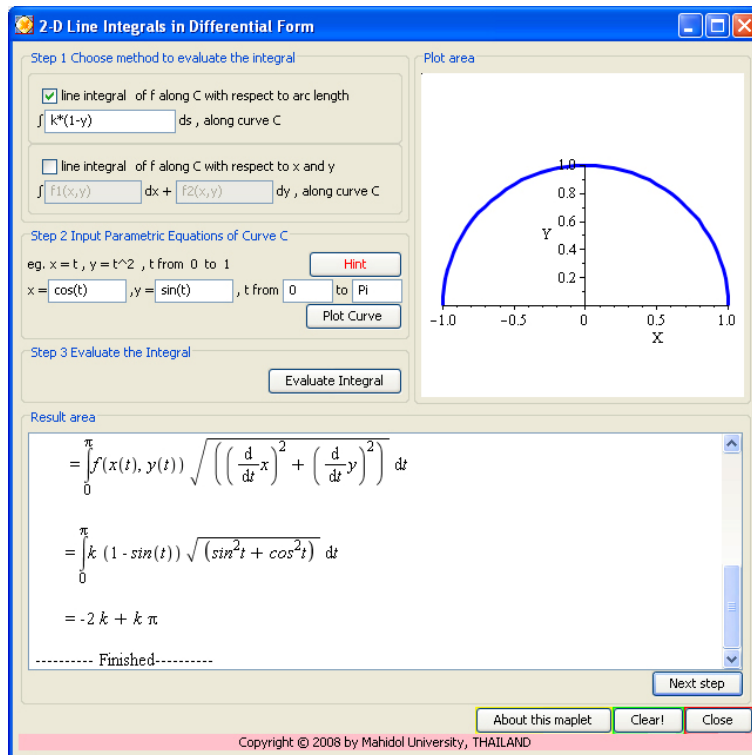 2-D Line Integrals in Differential Form
Step 1 Choose method to evaluate the integral
line integral of f along C with respect to arc length
∫ k*(1-y) ds , along curve C
line integral of f along C with respect to x and y
∫ f1(x,y) dx + f2(x,y) dy , along curve C
Step 2 Input Parametric Equations of Curve C
eg. x = t , y = t^2 , t from 0 to 1
Hint
x = cos(t) ,y = sin(t) , t from 0 to Pi
Plot Curve
Step 3 Evaluate the Integral
Evaluate Integral
Plot area
1.0
0.8
Y 0.6
0.4
0.2
-1.0 -0.5 0 0.5 1.0
X
Result area
= ∫₀^π f(x(t), y(t)) √(((d/dt x)² + (d/dt y)²)) dt
= ∫₀^π k (1 - sin(t)) √(sin²t + cos²t) dt
= -2 k + k π
---------- Finished----------
Next step
About this maplet Clear! Close
Copyright © 2008 by Mahidol University, THAILAND